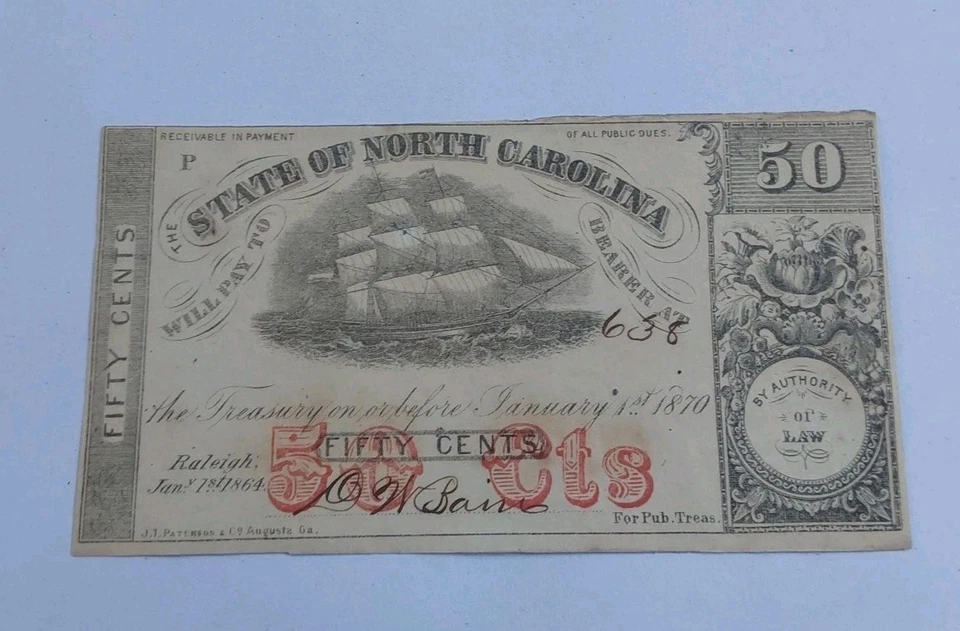 RECEIVABLE IN PAYMENT OF ALL PUBLIC DUES.
P
THE STATE OF NORTH CAROLINA
50
WILL PAY TO BEARER AT
638
the Treasury on or before January 1st 1870
50 Cts
FIFTY CENTS
Raleigh,
Jany. 1st 1864.
D W Bain
For Pub. Treas.
J.T. PATERSON & CO Augusta Ga.
FIFTY CENTS
BY AUTHORITY
OF
LAW